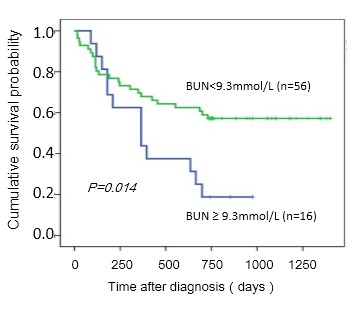 Cumulative survival probability
1.0
0.8
0.6
0.4
0.2
0.0
BUN<9.3mmol/L (n=56)
P=0.014
BUN ≥ 9.3mmol/L (n=16)
0 250 500 750 1000 1250
Time after diagnosis ( days )